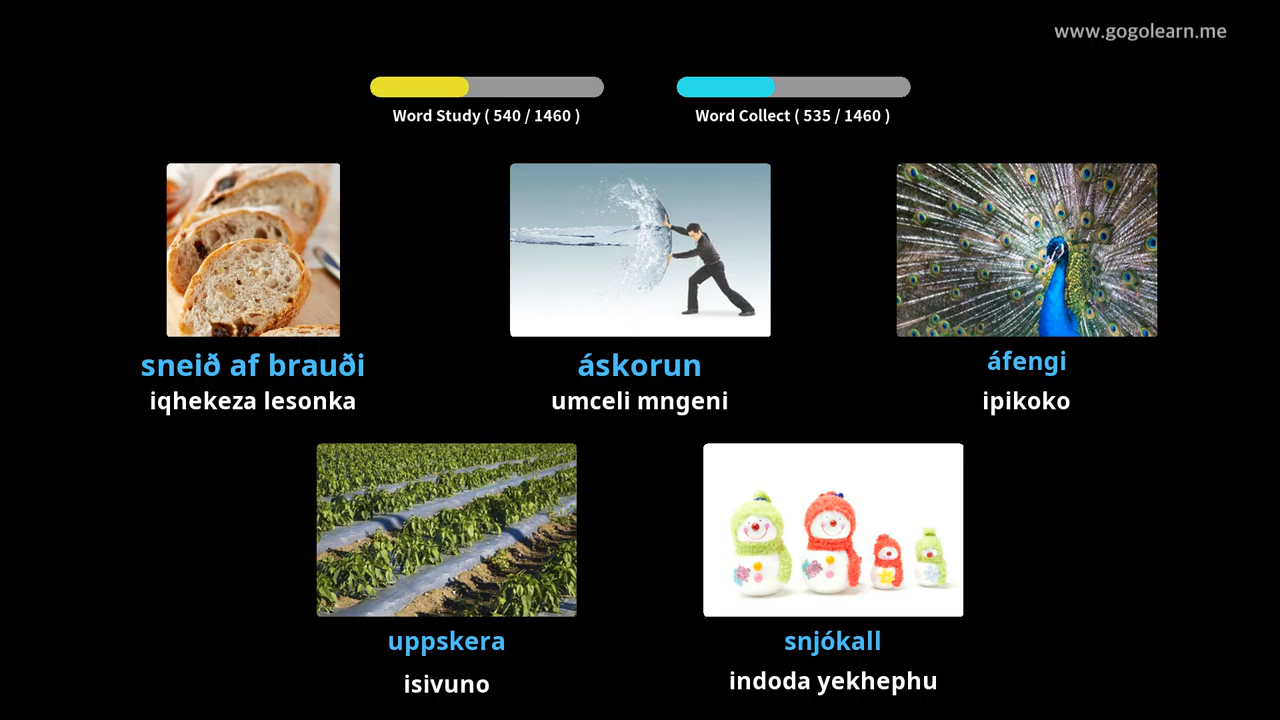 www.gogolearn.me
Word Study ( 540 / 1460 )
Word Collect ( 535 / 1460 )
sneið af brauði
iqhekeza lesonka
áskorun
umceli mngeni
áfengi
ipikoko
uppskera
isivuno
snjókall
indoda yekhephu